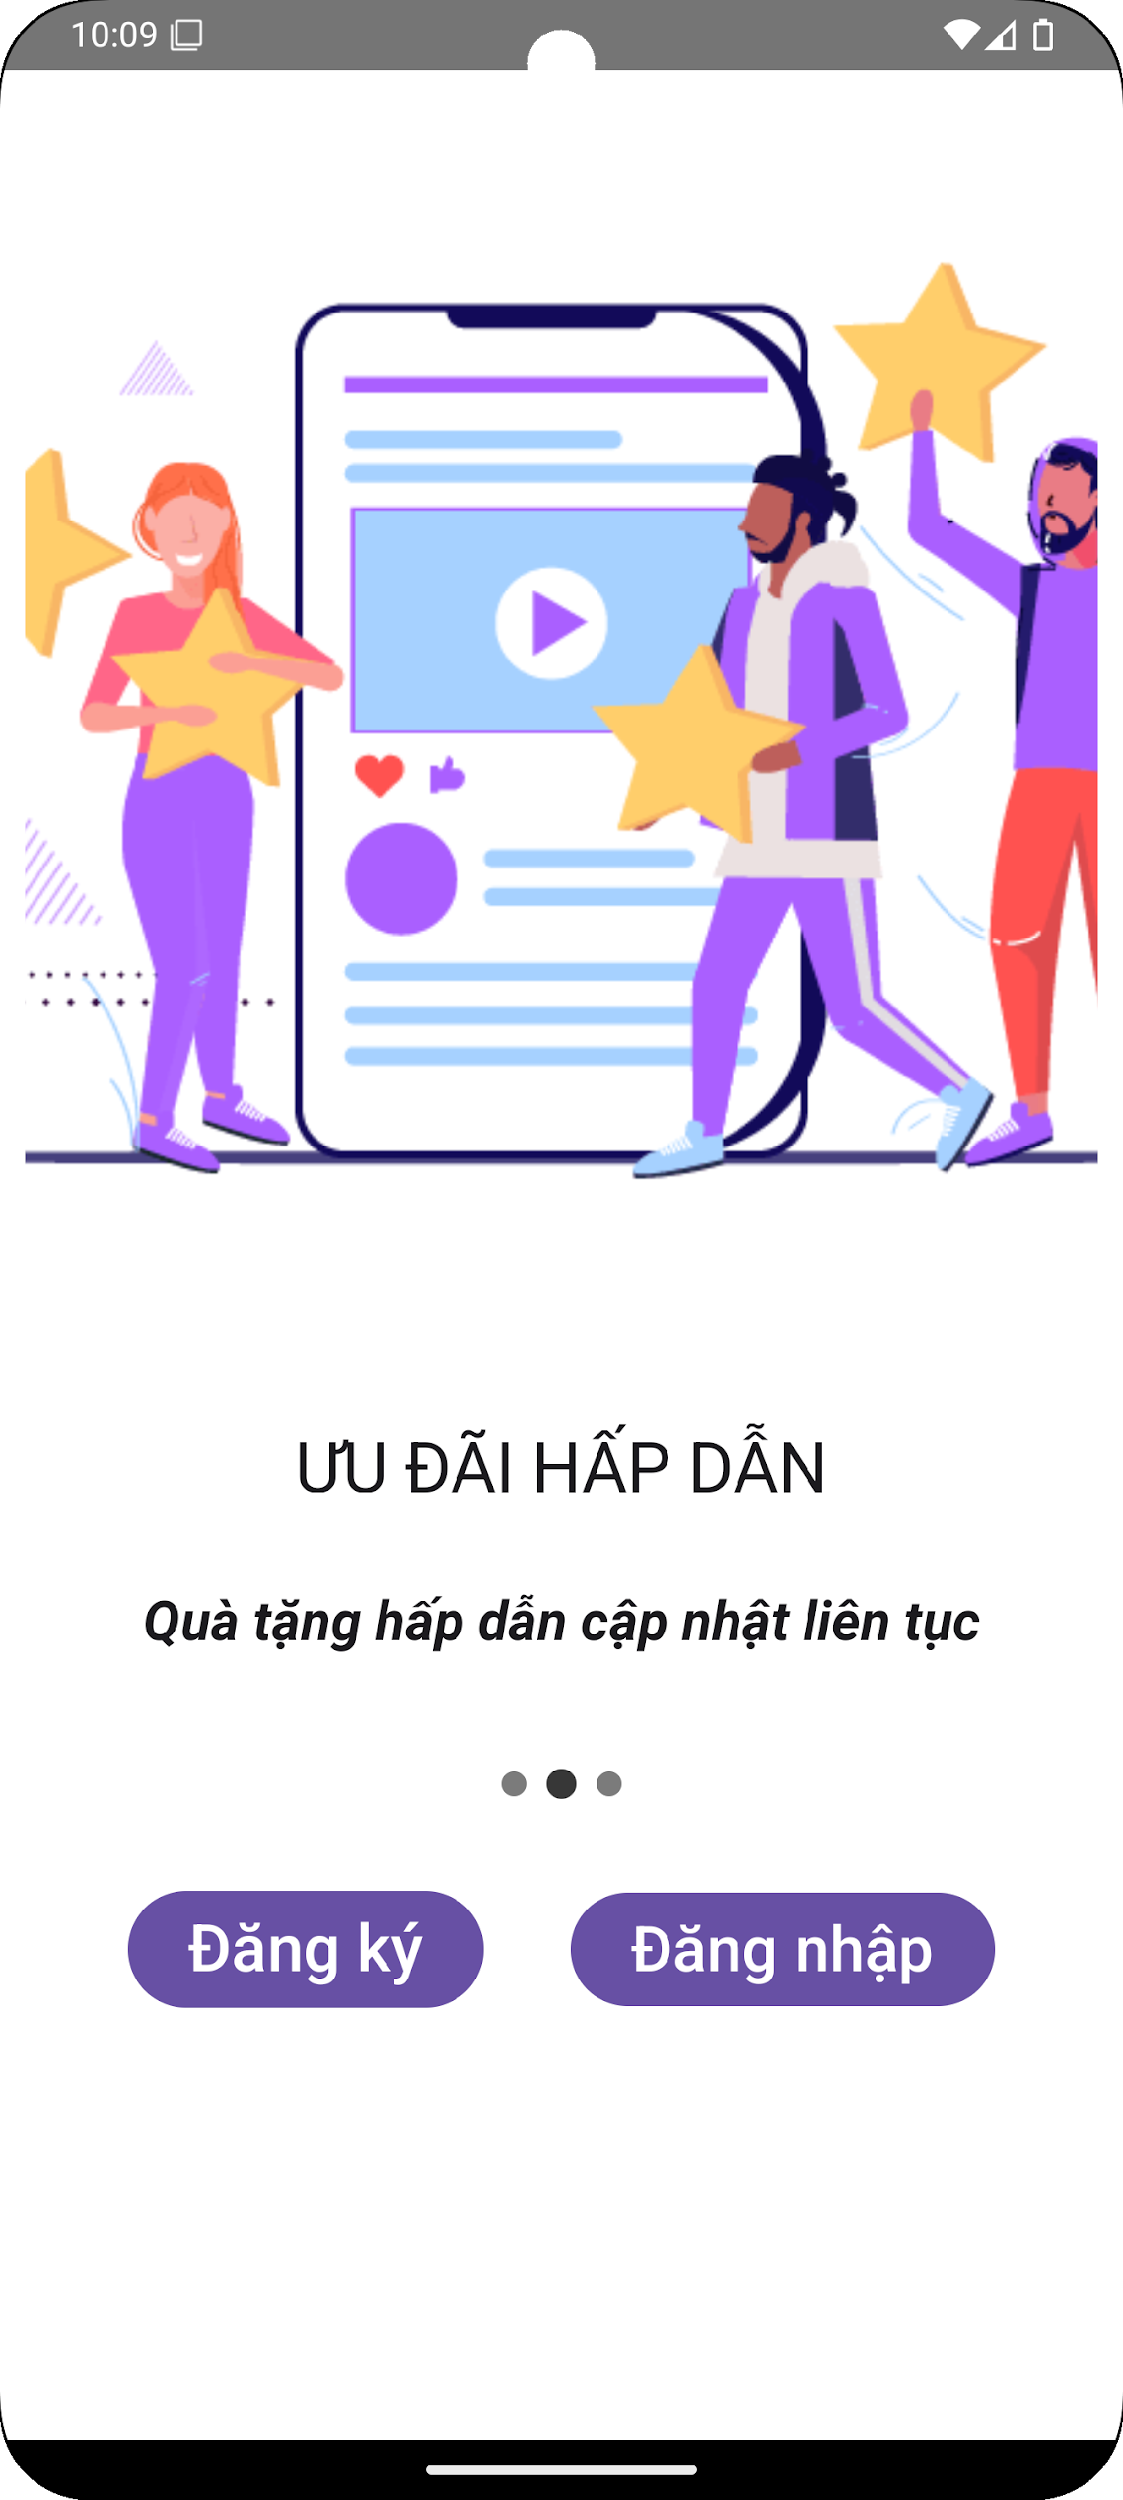 10:09
ƯU ĐÃI HẤP DẪN
Quà tặng hấp dẫn cập nhật liên tục
Đăng ký
Đăng nhập